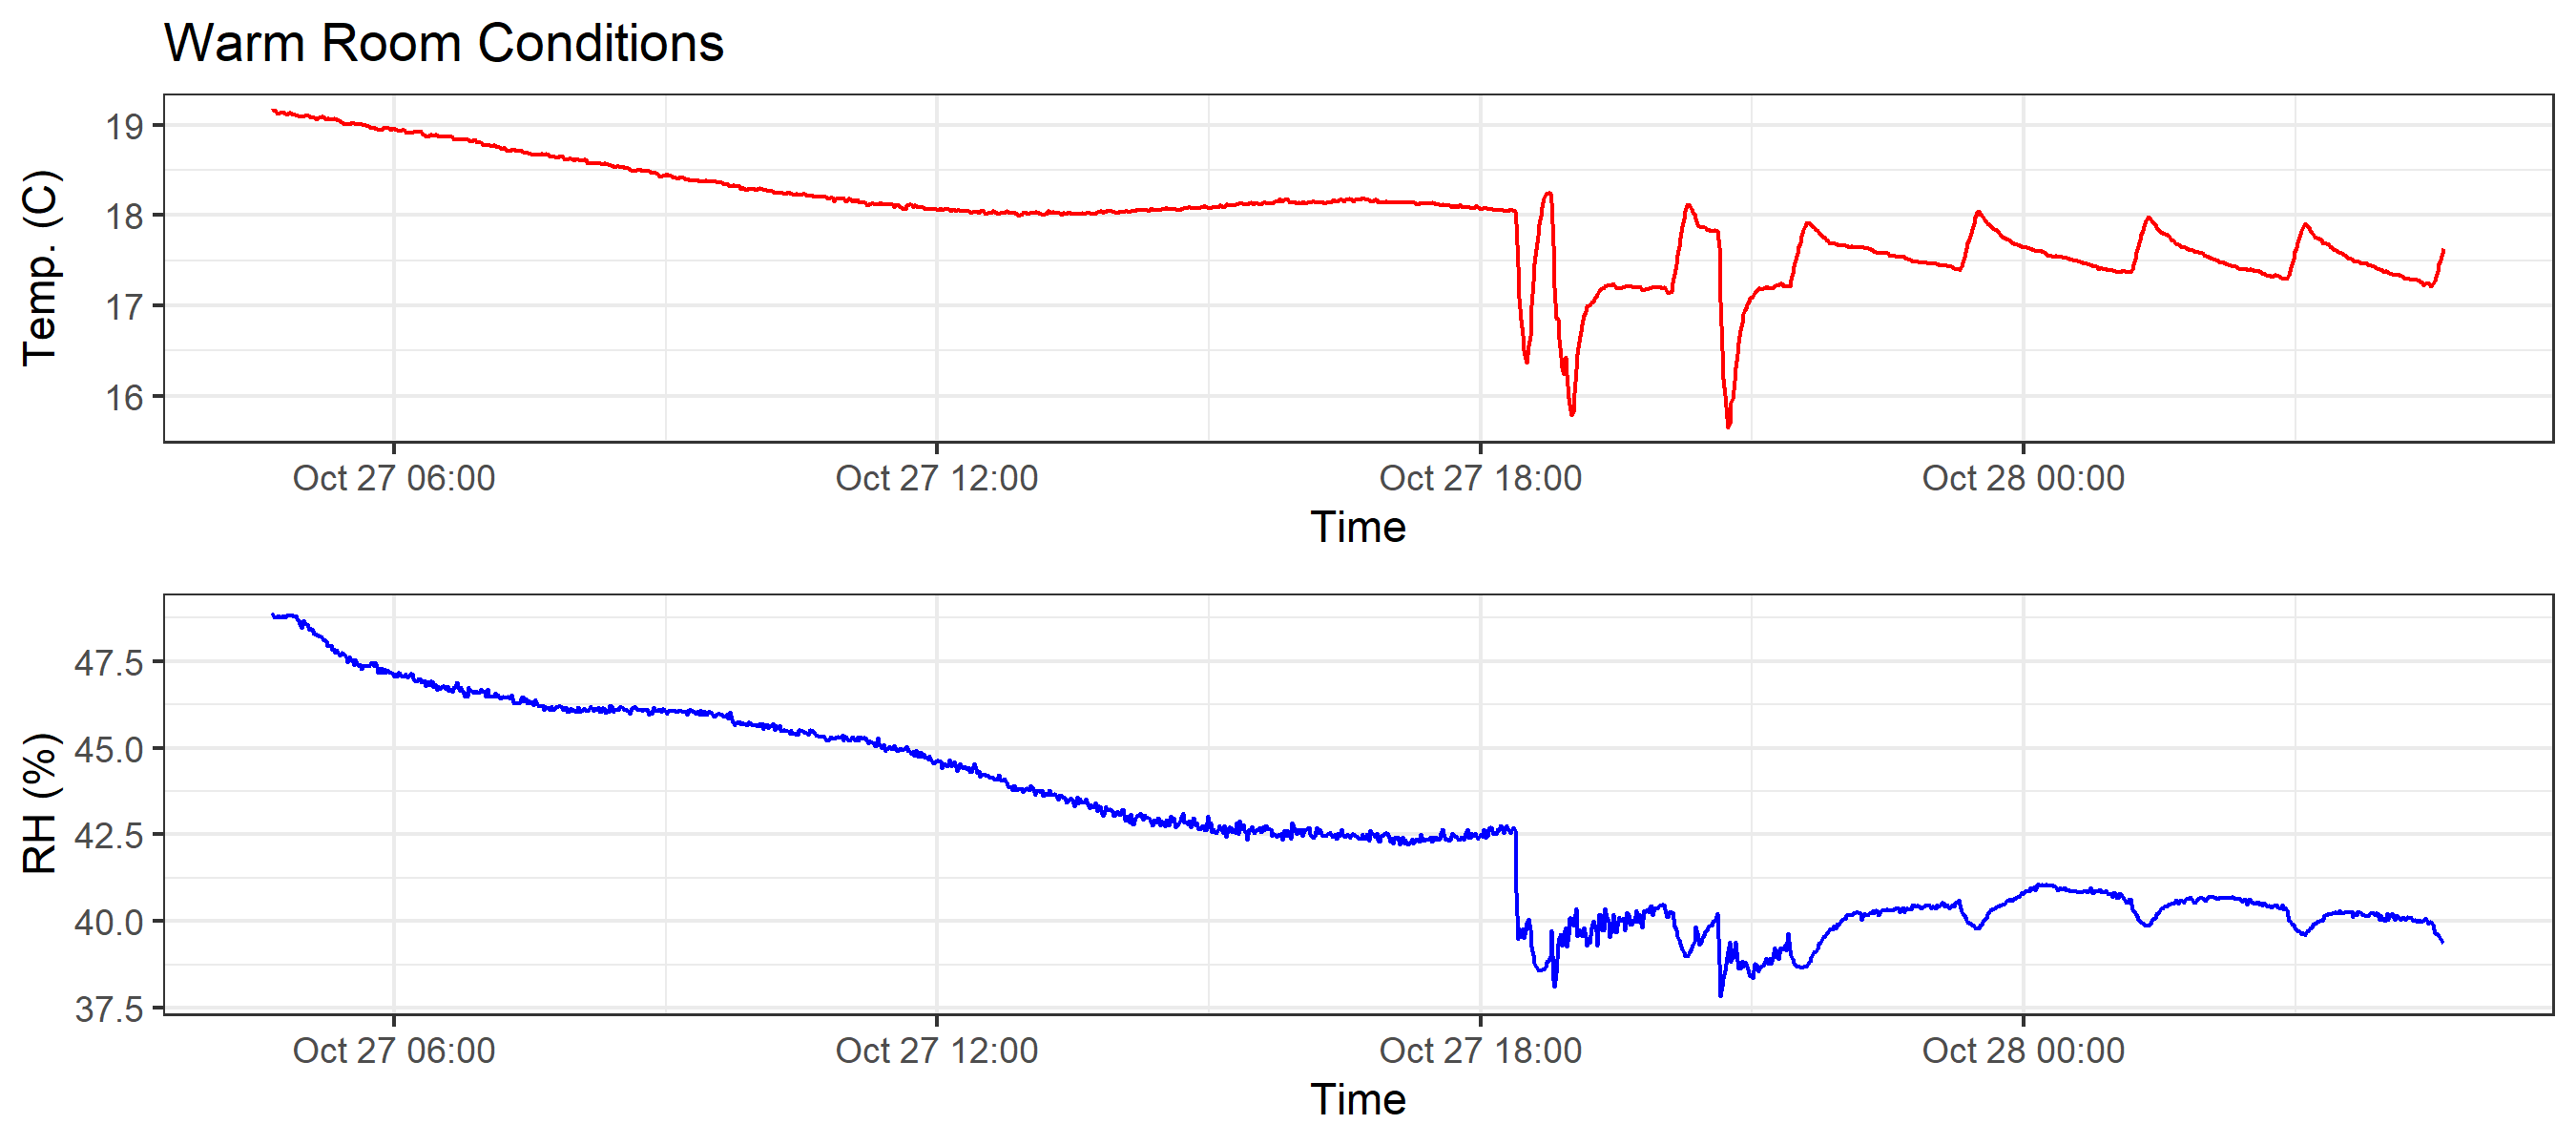 Warm Room Conditions
Temp. (C)
19
18
17
16
Oct 27 06:00 Oct 27 12:00 Oct 27 18:00 Oct 28 00:00
Time
RH (%)
47.5
45.0
42.5
40.0
37.5
Oct 27 06:00 Oct 27 12:00 Oct 27 18:00 Oct 28 00:00
Time